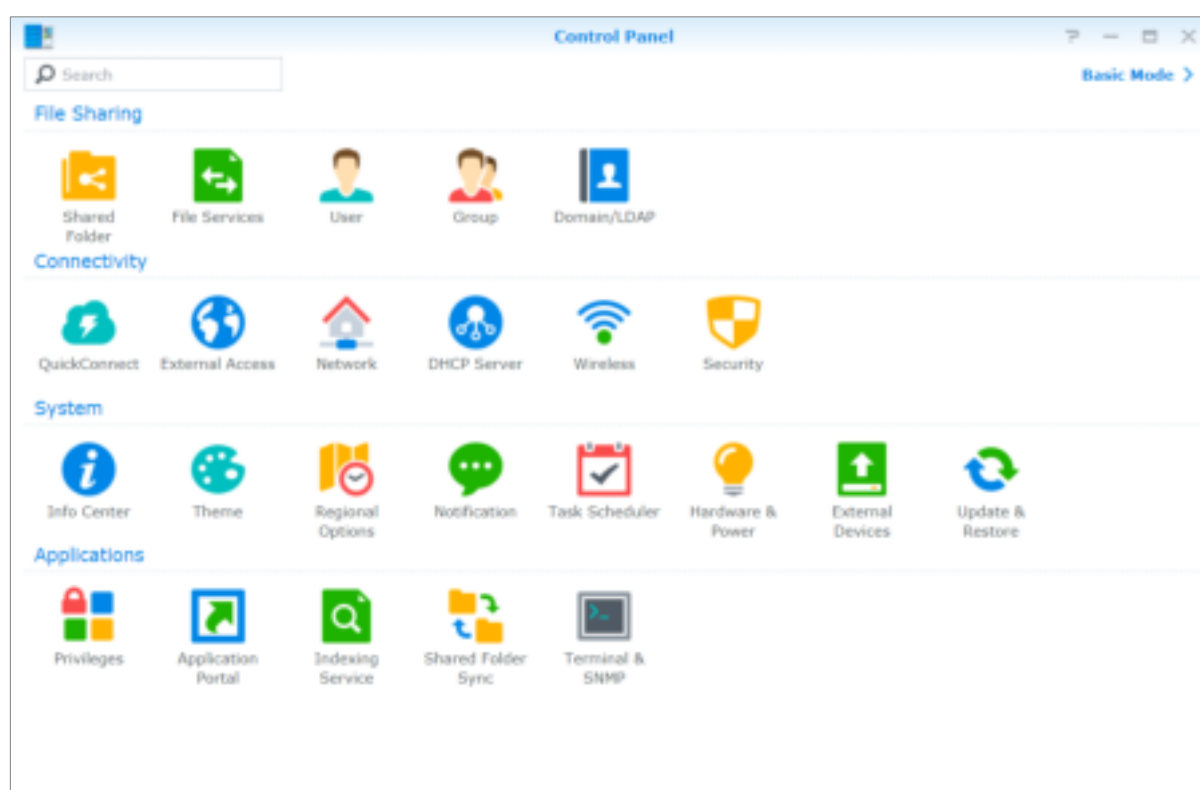 Control Panel
Search
Basic Mode
File Sharing
Shared Folder
File Services
User
Group
Domain/LDAP
Connectivity
QuickConnect
External Access
Network
DHCP Server
Wireless
Security
System
Info Center
Theme
Regional Options
Notification
Task Scheduler
Hardware & Power
External Devices
Update & Restore
Applications
Privileges
Application Portal
Indexing Service
Shared Folder Sync
Terminal & SNMP